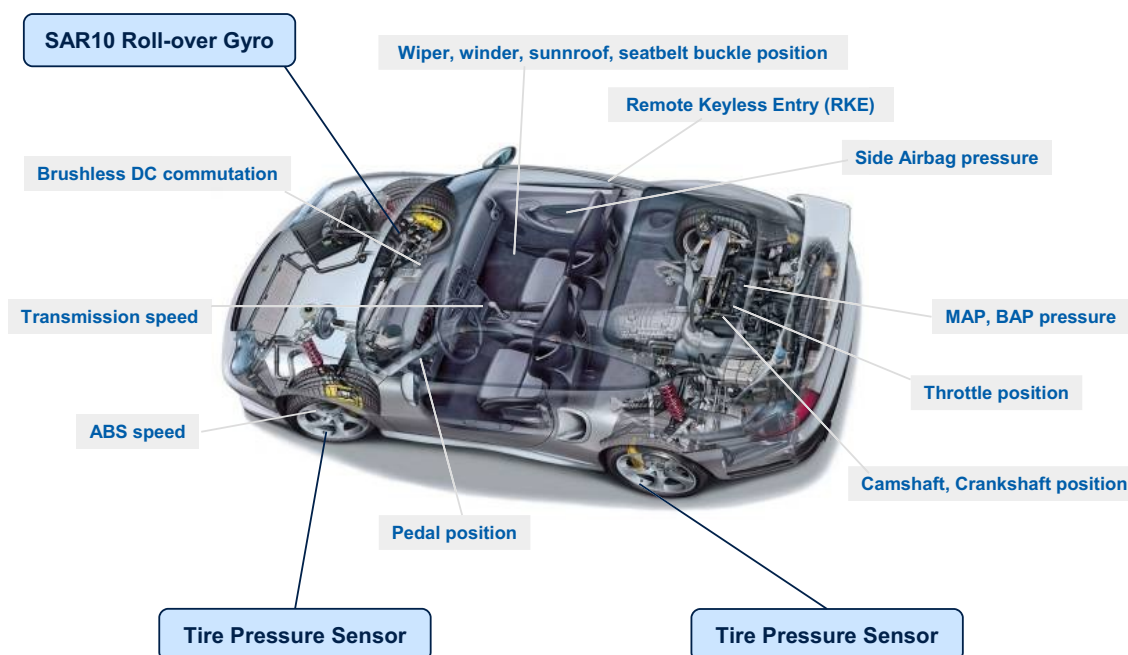 SAR10 Roll-over Gyro
Wiper, winder, sunnroof, seatbelt buckle position
Remote Keyless Entry (RKE)
Side Airbag pressure
Brushless DC commutation
Transmission speed
MAP, BAP pressure
Throttle position
ABS speed
Camshaft, Crankshaft position
Pedal position
Tire Pressure Sensor
Tire Pressure Sensor